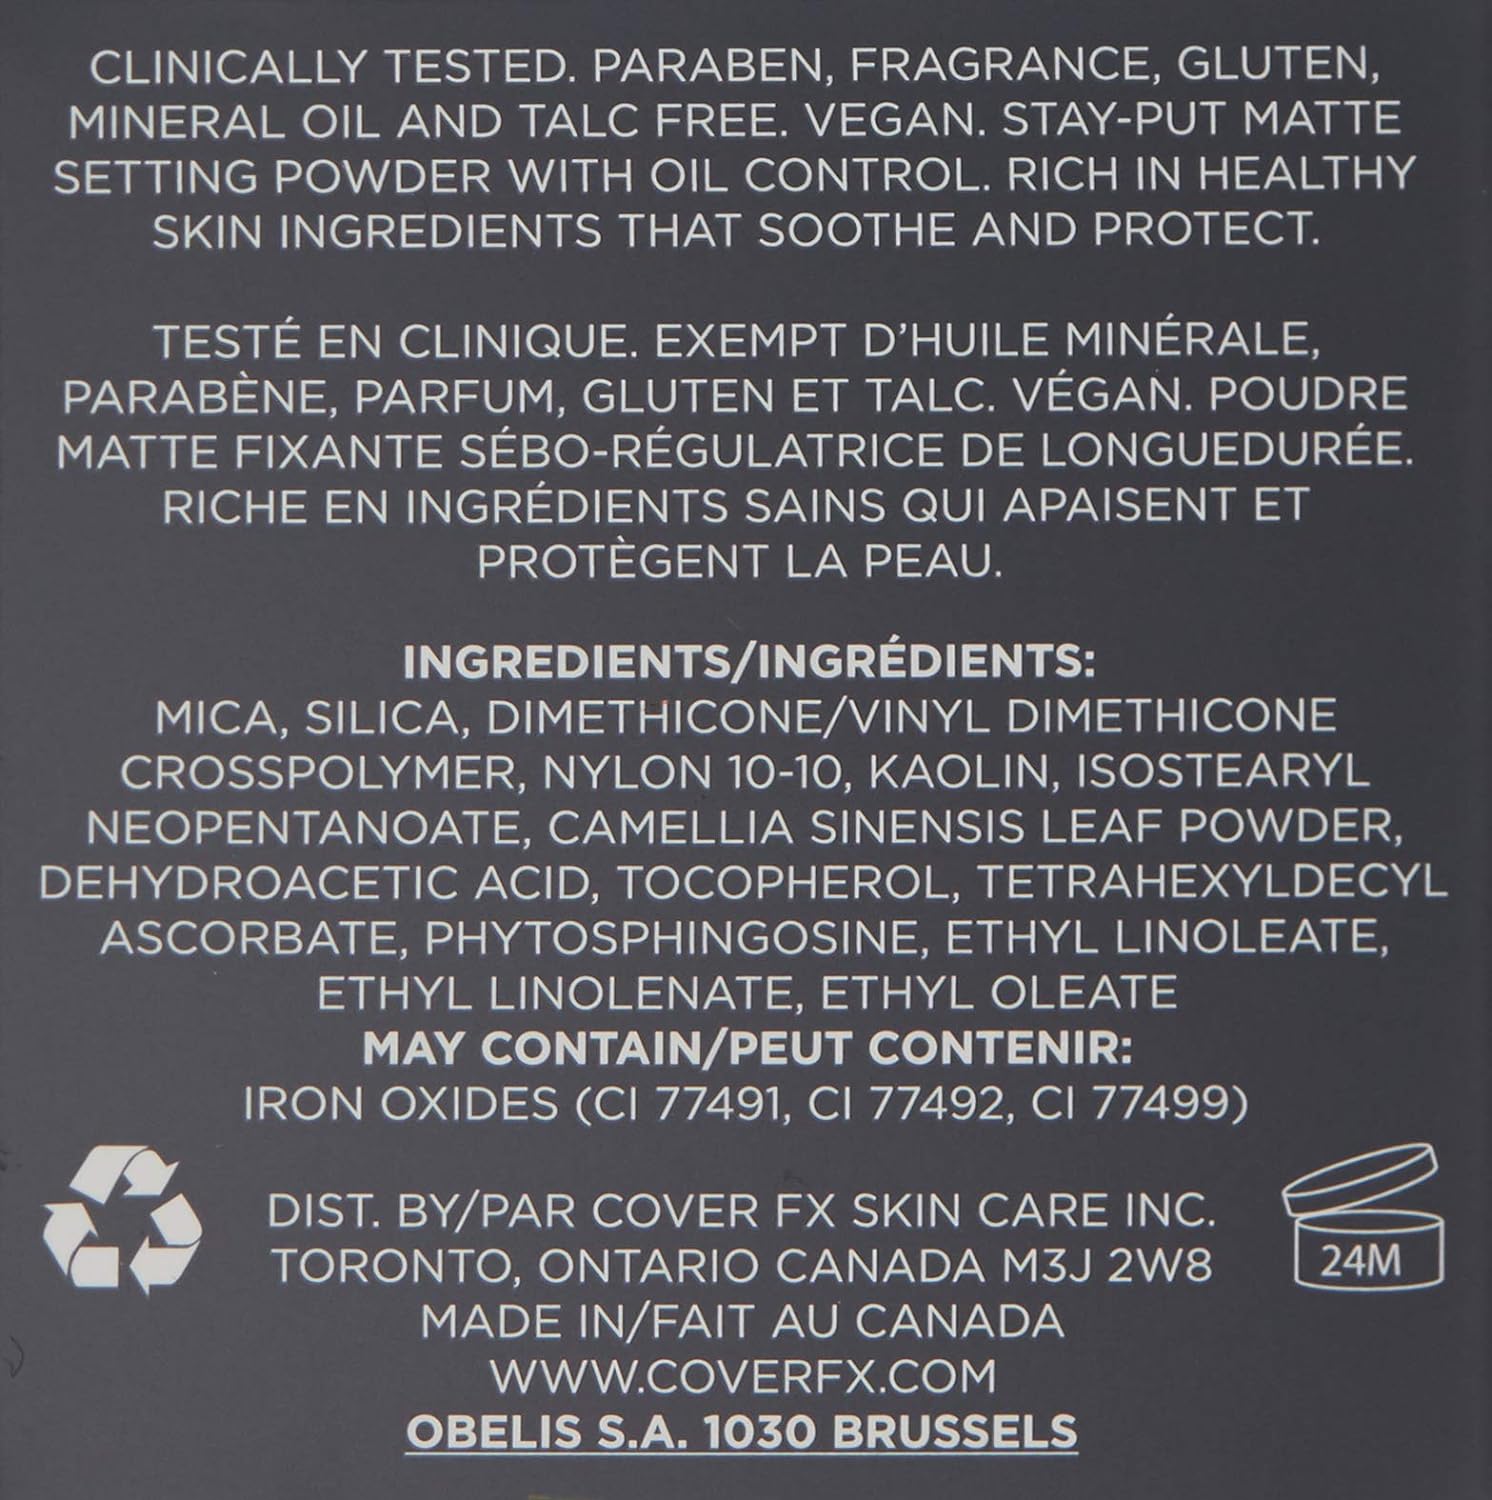 CLINICALLY TESTED. PARABEN, FRAGRANCE, GLUTEN,
MINERAL OIL AND TALC FREE. VEGAN. STAY-PUT MATTE
SETTING POWDER WITH OIL CONTROL. RICH IN HEALTHY
SKIN INGREDIENTS THAT SOOTHE AND PROTECT.
TESTÉ EN CLINIQUE. EXEMPT D'HUILE MINÉRALE,
PARABÈNE, PARFUM, GLUTEN ET TALC. VÉGAN. POUDRE
MATTE FIXANTE SÉBO-RÉGULATRICE DE LONGUEDURÉE.
RICHE EN INGRÉDIENTS SAINS QUI APAISENT ET
PROTÈGENT LA PEAU.
INGREDIENTS/INGRÉDIENTS:
MICA, SILICA, DIMETHICONE/VINYL DIMETHICONE
CROSSPOLYMER, NYLON 10-10, KAOLIN, ISOSTEARYL
NEOPENTANOATE, CAMELLIA SINENSIS LEAF POWDER,
DEHYDROACETIC ACID, TOCOPHEROL, TETRAHEXYLDECYL
ASCORBATE, PHYTOSPHINGOSINE, ETHYL LINOLEATE,
ETHYL LINOLENATE, ETHYL OLEATE
MAY CONTAIN/PEUT CONTENIR:
IRON OXIDES (CI 77491, CI 77492, CI 77499)
DIST. BY/PAR COVER FX SKIN CARE INC.
TORONTO, ONTARIO CANADA M3J 2W8
24M
MADE IN/FAIT AU CANADA
WWW.COVERFX.COM
OBELIS S.A. 1030 BRUSSELS